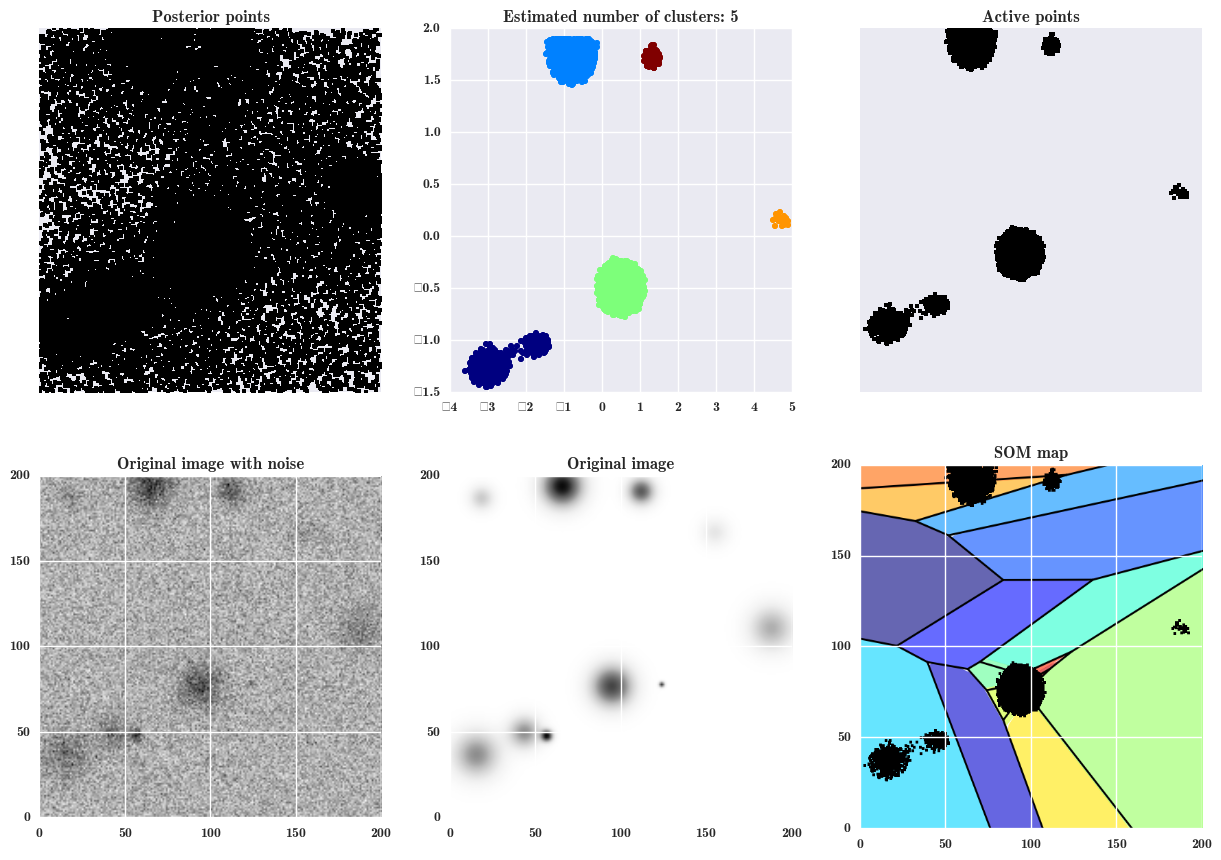 Posterior points
Estimated number of clusters: 5
Active points
2.0
1.5
1.0
0.5
0.0
□0.5
□1.0
□1.5
□4 □3 □2 □1 0 1 2 3 4 5
Original image with noise
Original image
SOM map
200
150
100
50
0
0 50 100 150 200
200
150
100
50
0
0 50 100 150 200
200
150
100
50
0
0 50 100 150 200